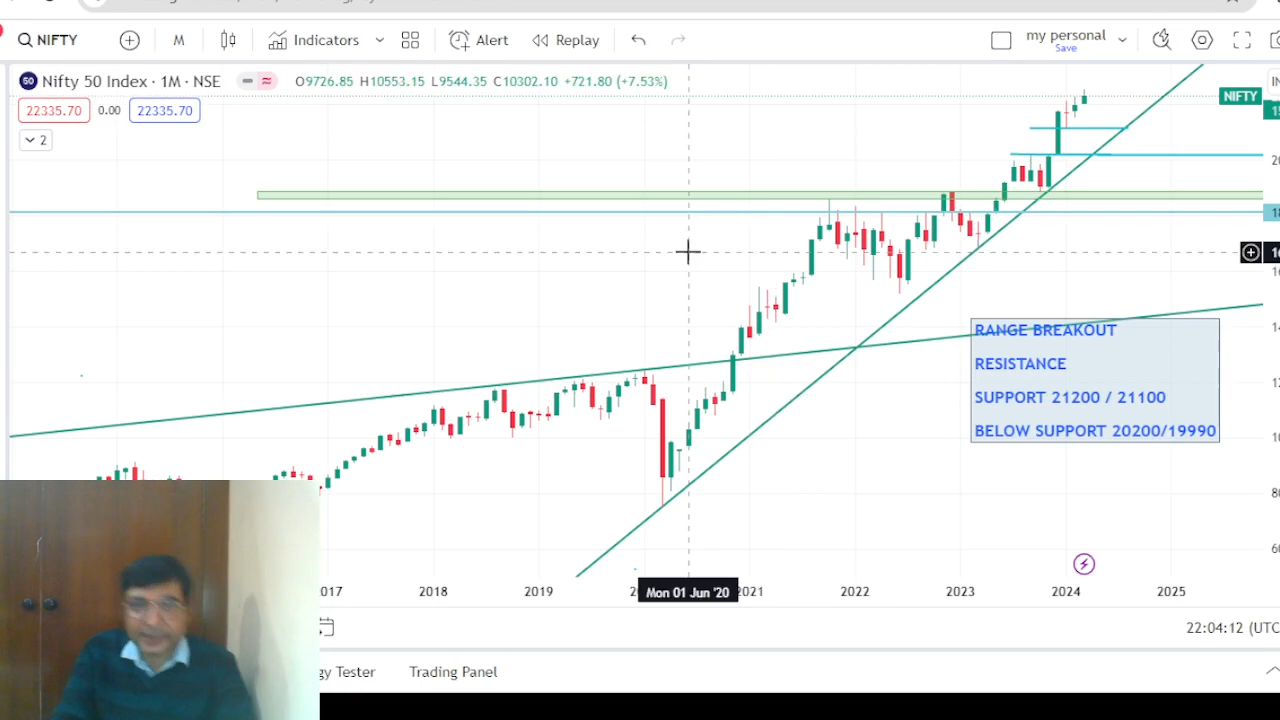 NIFTY M Indicators Alert Replay my personal
Save
50 Nifty 50 Index · 1M · NSE O9726.85 H10553.15 L9544.35 C10302.10 +721.80 (+7.53%)
22335.70 0.00 22335.70
2
NIFTY
RANGE BREAKOUT
RESISTANCE
SUPPORT 21200 / 21100
BELOW SUPPORT 20200/19990
2018 2019 Mon 01 Jun '20 2021 2022 2023 2024 2025
22:04:12 (UTC
Tester Trading Panel